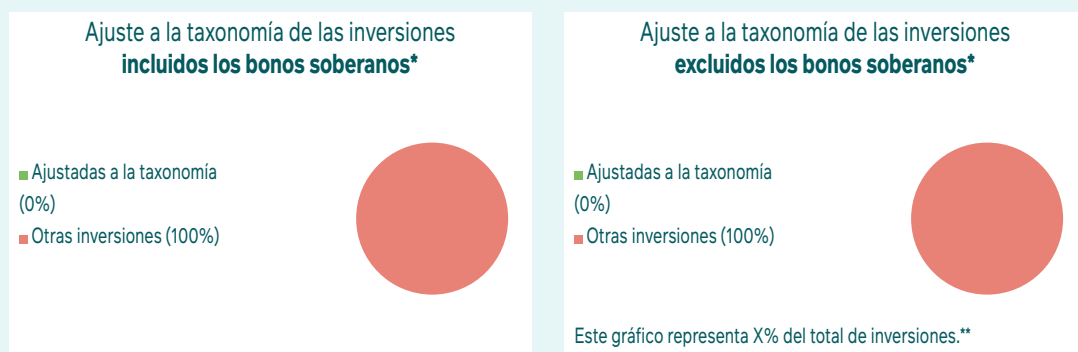 Ajuste a la taxonomía de las inversiones
incluidos los bonos soberanos*
Ajustadas a la taxonomía
(0%)
Otras inversiones (100%)
Ajuste a la taxonomía de las inversiones
excluidos los bonos soberanos*
Ajustadas a la taxonomía
(0%)
Otras inversiones (100%)
Este gráfico representa X% del total de inversiones.**